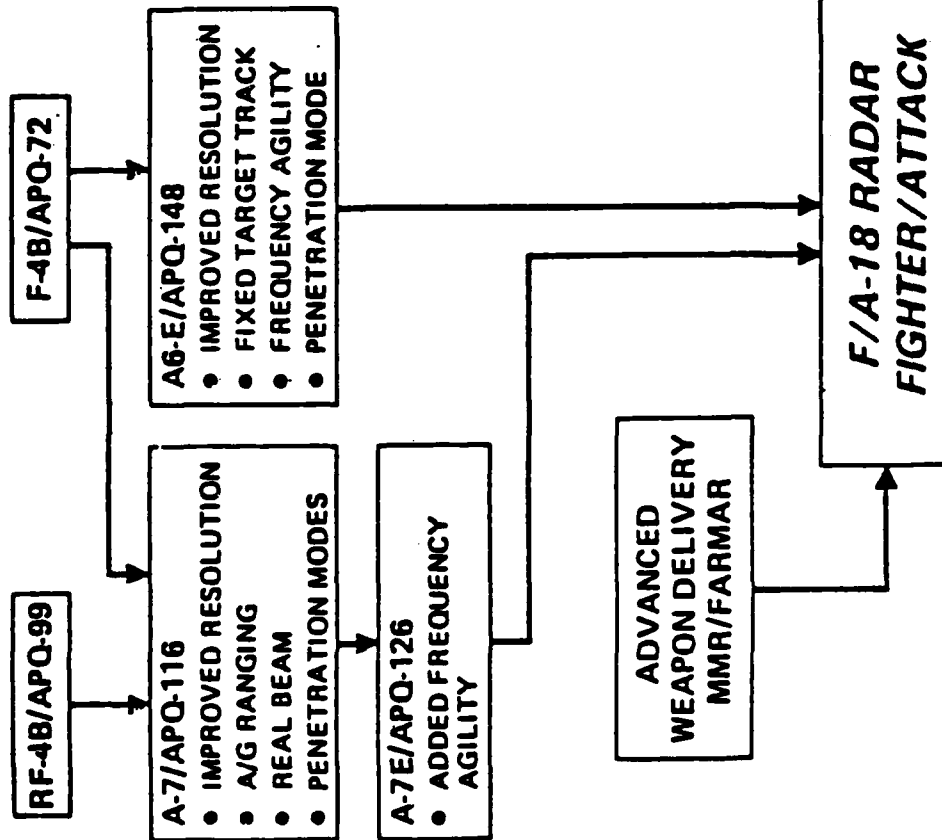 RF-4B/APQ-99
F-4B/APQ-72
A-7/APQ-116
• IMPROVED RESOLUTION
• A/G RANGING
• REAL BEAM
• PENETRATION MODES
A6-E/APQ-148
• IMPROVED RESOLUTION
• FIXED TARGET TRACK
• FREQUENCY AGILITY
• PENETRATION MODE
A-7E/APQ-126
• ADDED FREQUENCY
AGILITY
ADVANCED
WEAPON DELIVERY
MMR/FARMAR
F/A-18 RADAR
FIGHTER/ATTACK